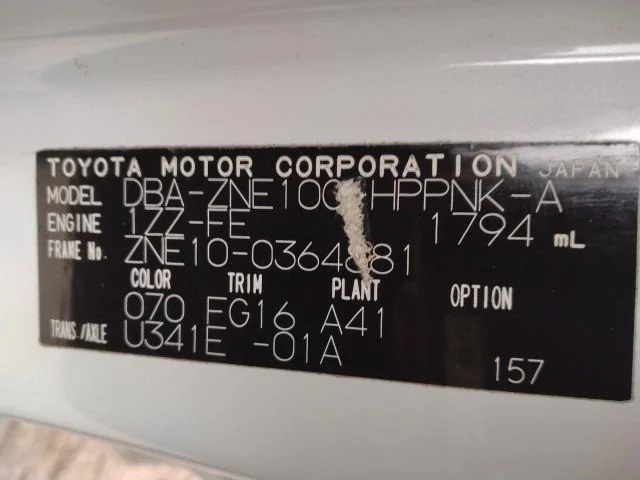 TOYOTA MOTOR CORPORATION JAPAN
MODEL
ENGINE 1ZZ-FE 1794 mL
FRAME No.
COLOR TRIM PLANT OPTION
070 FG16 A41
TRANS./AXLE U341E -01A
157